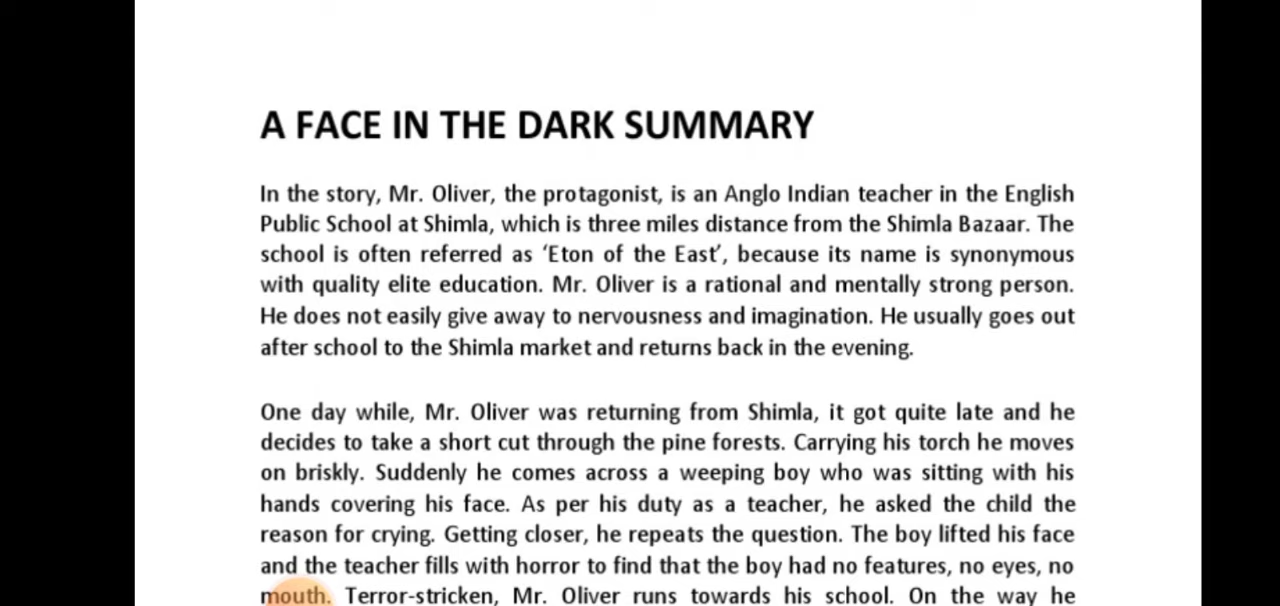 A FACE IN THE DARK SUMMARY
In the story, Mr. Oliver, the protagonist, is an Anglo Indian teacher in the English
Public School at Shimla, which is three miles distance from the Shimla Bazaar. The
school is often referred as ‘Eton of the East’, because its name is synonymous
with quality elite education. Mr. Oliver is a rational and mentally strong person.
He does not easily give away to nervousness and imagination. He usually goes out
after school to the Shimla market and returns back in the evening.
One day while, Mr. Oliver was returning from Shimla, it got quite late and he
decides to take a short cut through the pine forests. Carrying his torch he moves
on briskly. Suddenly he comes across a weeping boy who was sitting with his
hands covering his face. As per his duty as a teacher, he asked the child the
reason for crying. Getting closer, he repeats the question. The boy lifted his face
and the teacher fills with horror to find that the boy had no features, no eyes, no
mouth. Terror-stricken, Mr. Oliver runs towards his school. On the way he